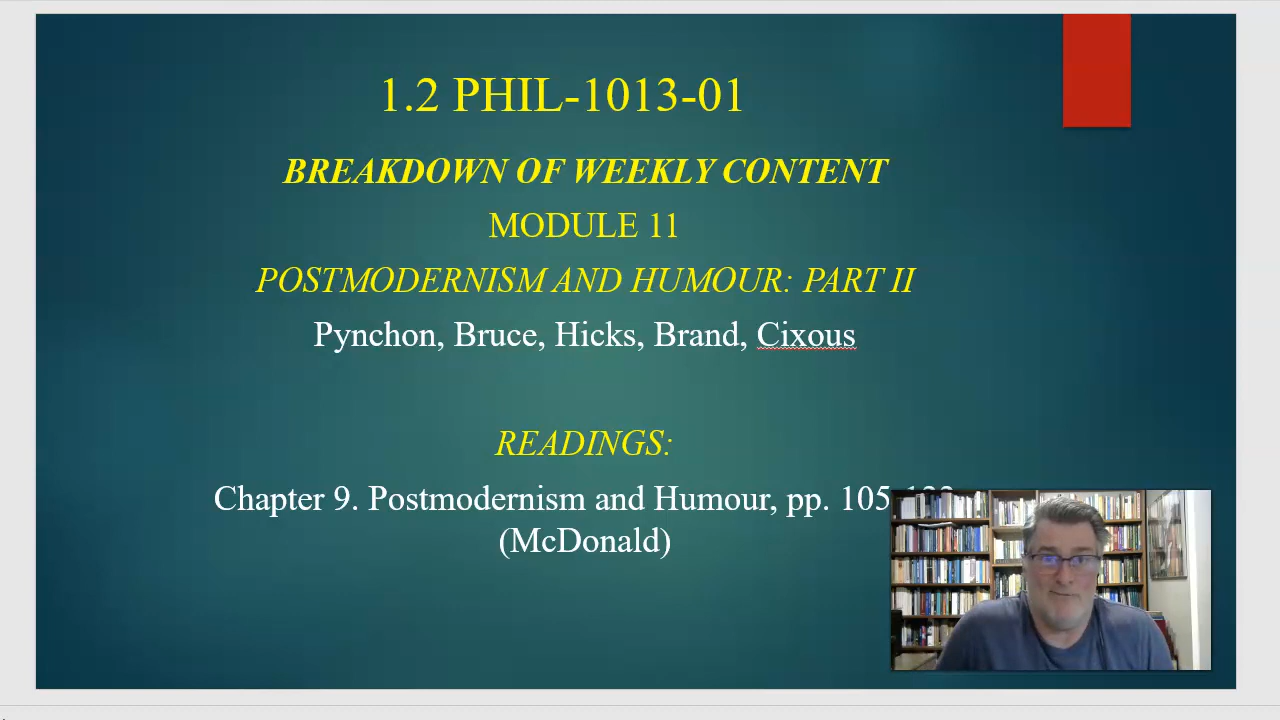 1.2 PHIL-1013-01
BREAKDOWN OF WEEKLY CONTENT
MODULE 11
POSTMODERNISM AND HUMOUR: PART II
Pynchon, Bruce, Hicks, Brand, Cixous
READINGS:
Chapter 9. Postmodernism and Humour, pp. 105
(McDonald)